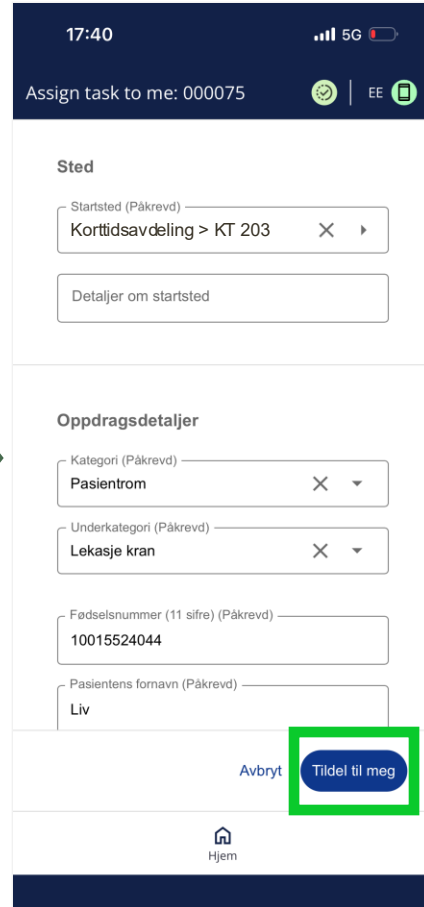 17:40 5G
Assign task to me: 000075 EE
Sted
Startsted (Påkrevd)
Korttidsavdeling > KT 203
Detaljer om startsted
Oppdragsdetaljer
Kategori (Påkrevd)
Pasientrom
Underkategori (Påkrevd)
Lekasje kran
Fødselsnummer (11 sifre) (Påkrevd)
10015524044
Pasientens fornavn (Påkrevd)
Liv
Avbryt Tildel til meg
Hjem